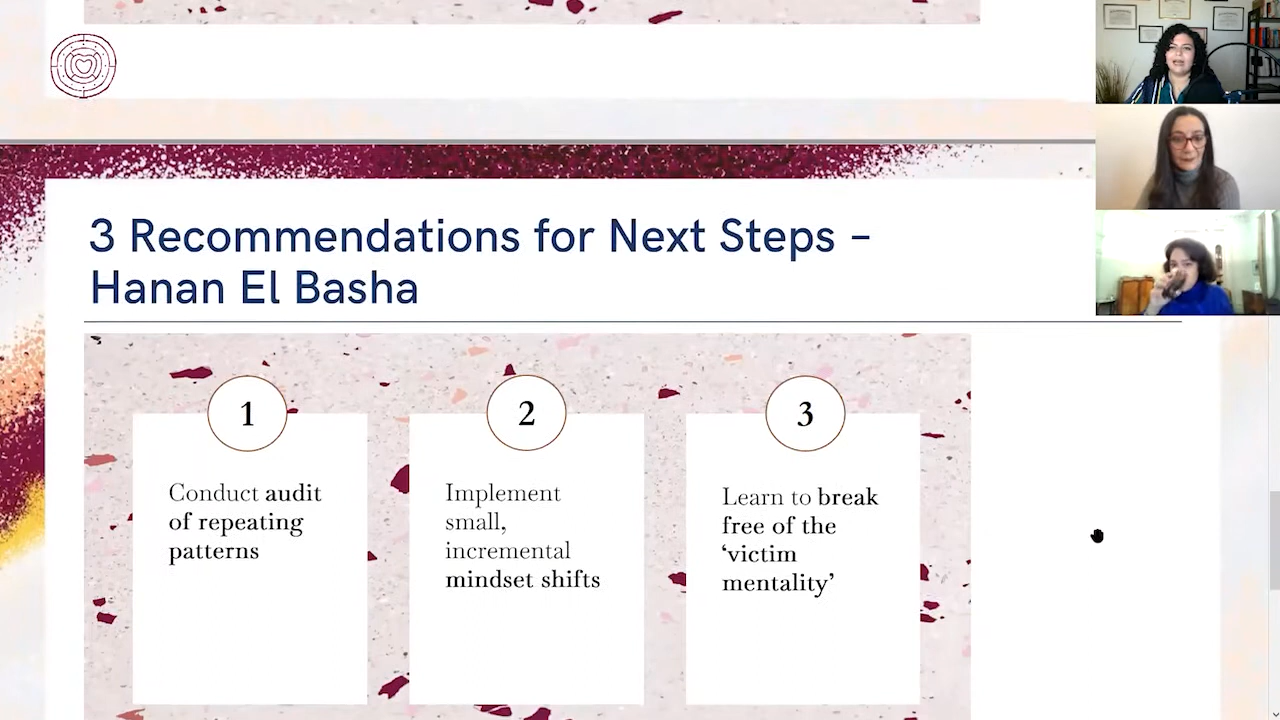 3 Recommendations for Next Steps –
Hanan El Basha
1
Conduct audit
of repeating
patterns
2
Implement
small,
incremental
mindset shifts
3
Learn to break
free of the
‘victim
mentality’